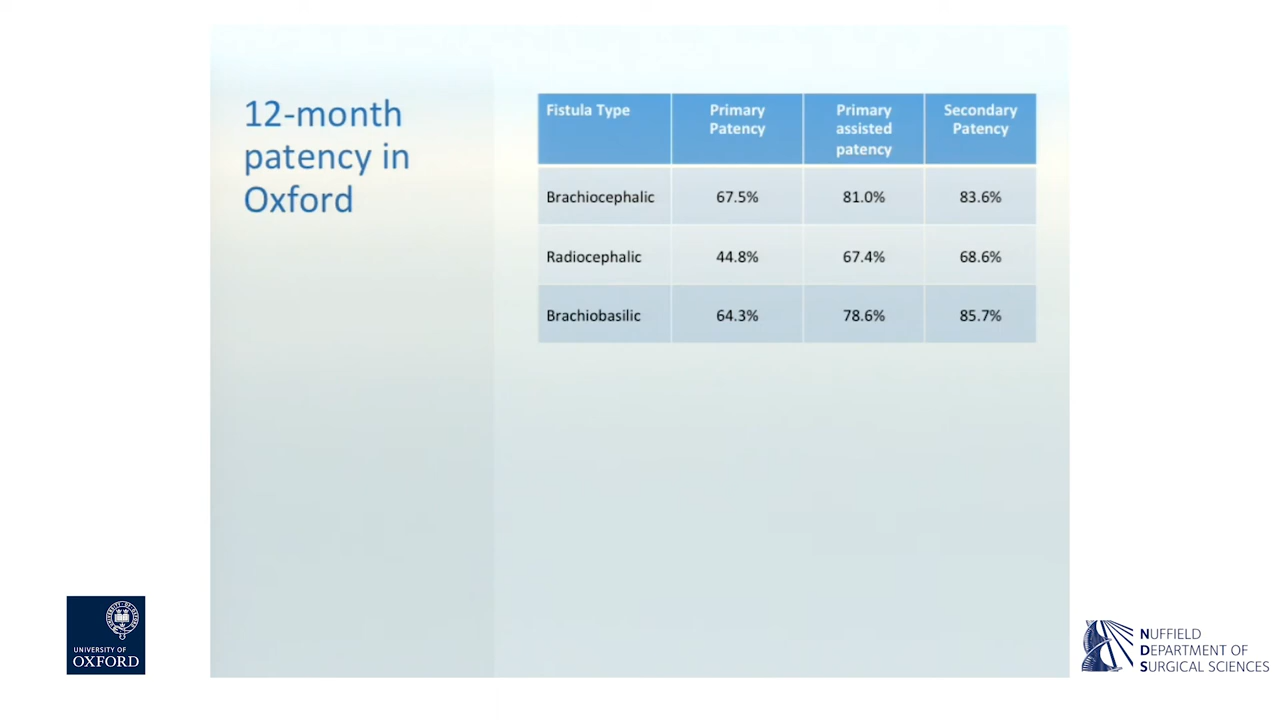 12-month
patency in
Oxford
Fistula Type Primary Patency Primary assisted patency Secondary Patency
Brachiocephalic 67.5% 81.0% 83.6%
Radiocephalic 44.8% 67.4% 68.6%
Brachiobasilic 64.3% 78.6% 85.7%
UNIVERSITY OF
OXFORD
NUFFIELD
DEPARTMENT OF
SURGICAL SCIENCES